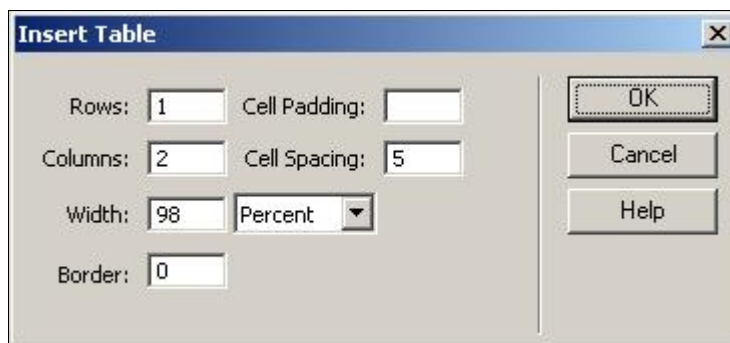 Insert Table
Rows: 1 Cell Padding: OK
Columns: 2 Cell Spacing: 5 Cancel
Width: 98 Percent Help
Border: 0